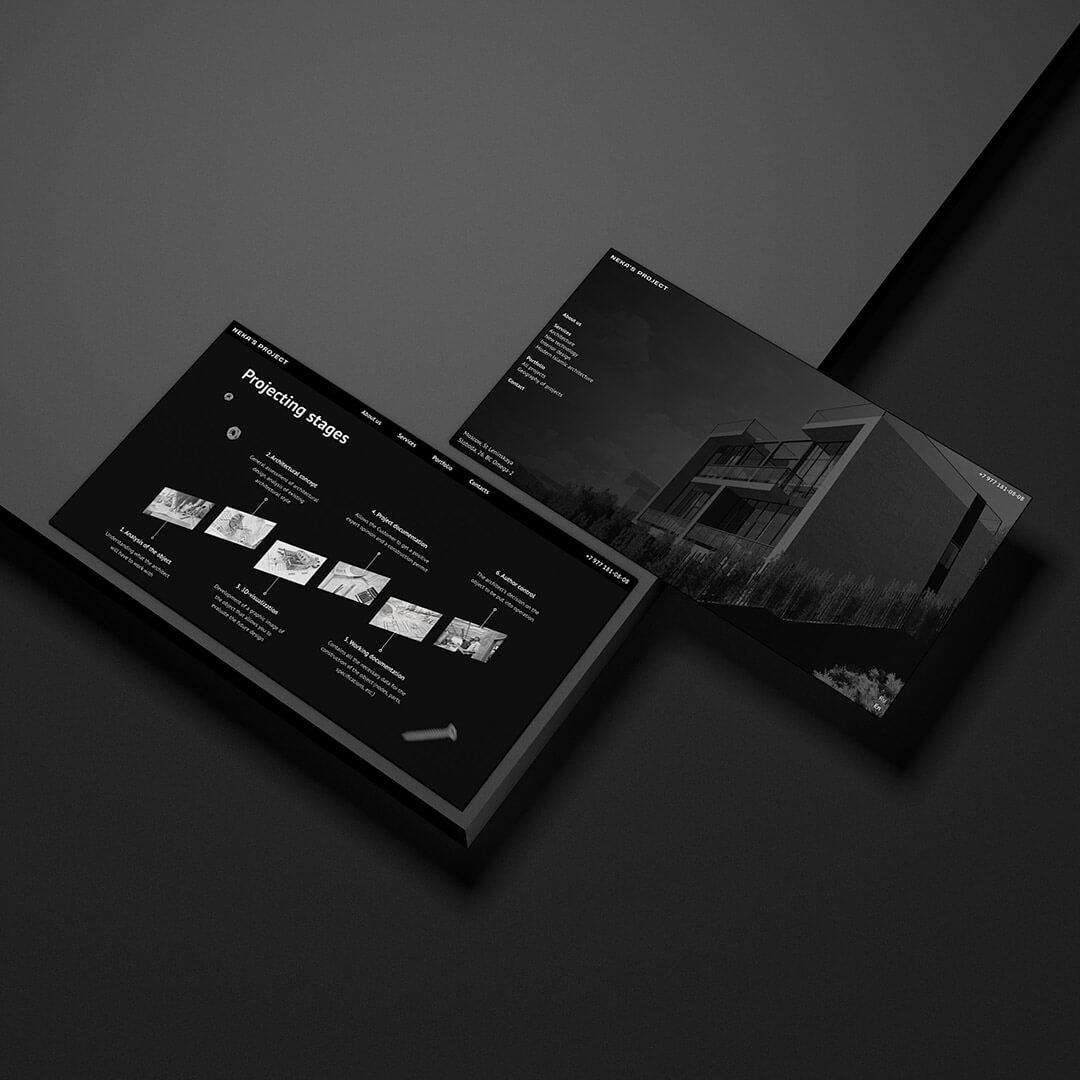 NEKA'S PROJECT
About us
Services
Portfolio
Contacts
+7 977 181-08-08
Projecting stages
1. Analysis of the object
Understanding what the architect
will have to work with
2. Architectural concept
General assessment of architectural
design analysis of existing
architectural style
3. 3D-visualization
Development of a graphic image of
the object that allows you to
evaluate the future design
4. Project documentation
Allows the Customer to get a positive
expert opinion and a construction permit
5. Working documentation
Contains all the necessary data for the
construction of the object (nodes, parts,
specifications, etc.)
6. Author control
The architect's decision on the
object to be put into operation
NEKA'S PROJECT
About us
Services
Architecture
New technology
Interior design
Modern Islamic architecture
Portfolio
All projects
Geography of projects
Contact
Moscow, St Leninskaya
Sloboda, 26, BC Omega-2
+7 977 181-08-08
Ru
En